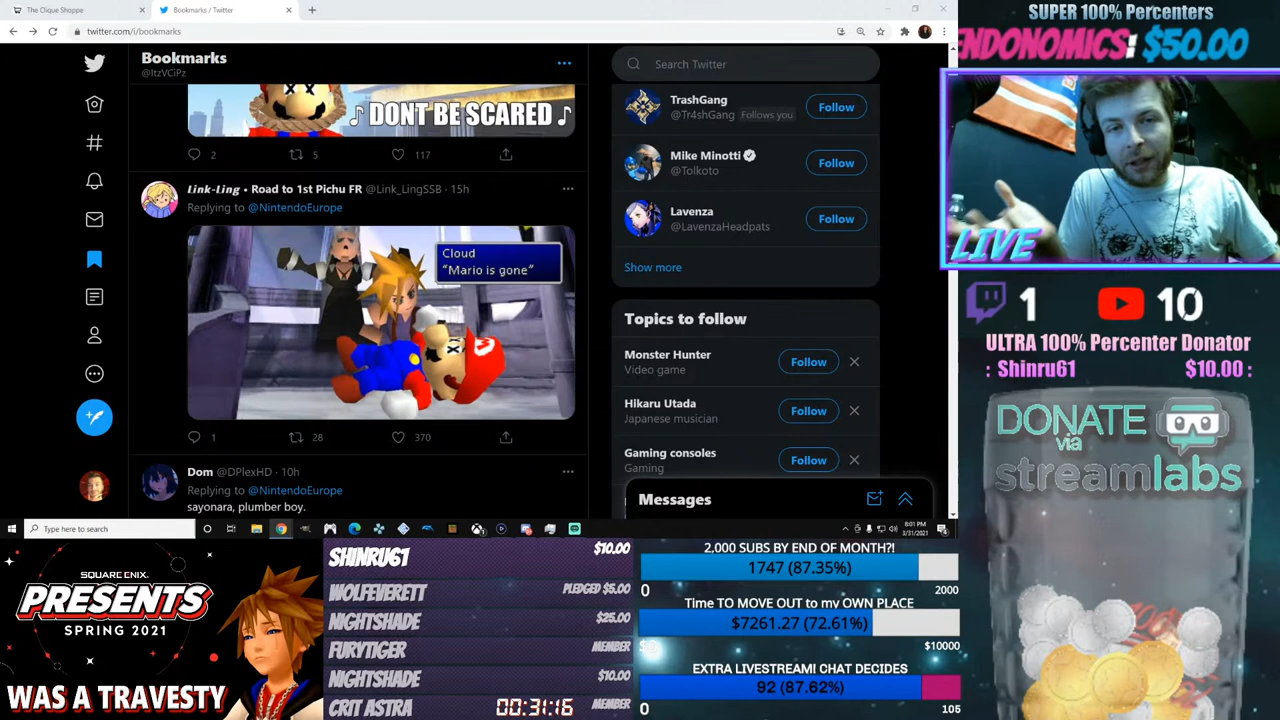 The Clique Shoppe
Bookmarks / Twitter
twitter.com/i/bookmarks
Bookmarks
@ItzVCiPz
Search Twitter
♪ DONT BE SCARED ♪
2
5
117
Link-Ling • Road to 1st Pichu FR @Link_LingSSB · 15h
Replying to @NintendoEurope
Cloud
"Mario is gone"
1
28
370
Dom @DPlexHD · 10h
Replying to @NintendoEurope
sayonara, plumber boy.
TrashGang
@Tr4shGang Follows you
Follow
Mike Minotti
@Tolkoto
Follow
Lavenza
@LavenzaHeadpats
Follow
Show more
Topics to follow
Monster Hunter
Video game
Follow
Hikaru Utada
Japanese musician
Follow
Gaming consoles
Gaming
Follow
Messages
Type here to search
8:01 PM
3/31/2021
SUPER 100% Percenters
ENDONOMICS: $50.00
LIVE
1
10
ULTRA 100% Percenter Donator
: Shinru61 $10.00 :
DONATE
via
streamlabs
SQUARE ENIX
PRESENTS
SPRING 2021
WAS A TRAVESTY
SHINRU61 $10.00
WOLFEVERETT PLEDGED $5.00
NIGHTSHADE $25.00
FURYTIGER MEMBER
NIGHTSHADE $10.00
CRIT ASTRA 00:31:16 MEMBER
2,000 SUBS BY END OF MONTH?!
1747 (87.35%)
0 2000
Time TO MOVE OUT to my OWN PLACE
$7261.27 (72.61%)
$0 $10000
EXTRA LIVESTREAM! CHAT DECIDES
92 (87.62%)
0 105